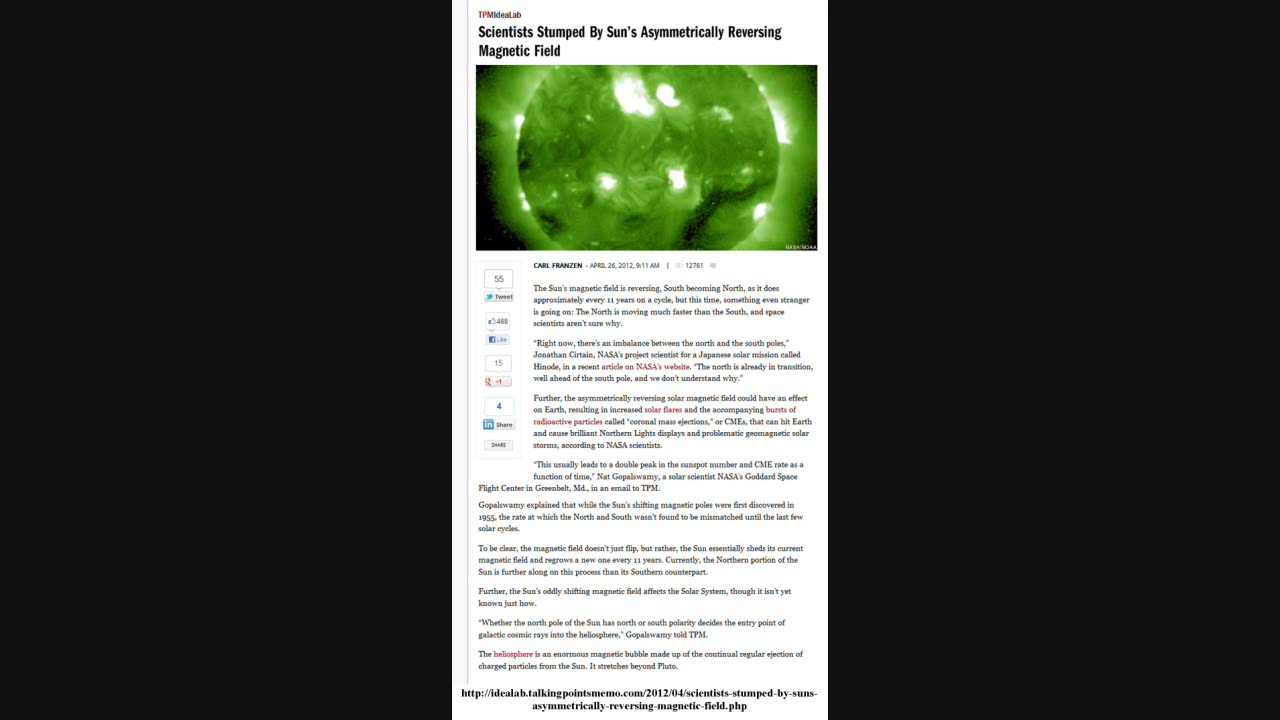 TPMIdeaLab
Scientists Stumped By Sun's Asymmetrically Reversing
Magnetic Field
NASA/NOAA
CARL FRANZEN – APRIL 26, 2012, 9:11 AM | 12761
55
Tweet
468
Like
15
+1
4
Share
SHARE
The Sun's magnetic field is reversing, South becoming North, as it does
approximately every 11 years on a cycle, but this time, something even stranger
is going on: The North is moving much faster than the South, and space
scientists aren't sure why.
"Right now, there's an imbalance between the north and the south poles,"
Jonathan Cirtain, NASA's project scientist for a Japanese solar mission called
Hinode, in a recent article on NASA's website. "The north is already in transition,
well ahead of the south pole, and we don't understand why."
Further, the asymmetrically reversing solar magnetic field could have an effect
on Earth, resulting in increased solar flares and the accompanying bursts of
radioactive particles called "coronal mass ejections," or CMEs, that can hit Earth
and cause brilliant Northern Lights displays and problematic geomagnetic solar
storms, according to NASA scientists.
"This usually leads to a double peak in the sunspot number and CME rate as a
function of time," Nat Gopalswamy, a solar scientist NASA's Goddard Space
Flight Center in Greenbelt, Md., in an email to TPM.
Gopalswamy explained that while the Sun's shifting magnetic poles were first discovered in
1955, the rate at which the North and South wasn't found to be mismatched until the last few
solar cycles.
To be clear, the magnetic field doesn't just flip, but rather, the Sun essentially sheds its current
magnetic field and regrows a new one every 11 years. Currently, the Northern portion of the
Sun is further along on this process than its Southern counterpart.
Further, the Sun's oddly shifting magnetic field affects the Solar System, though it isn't yet
known just how.
"Whether the north pole of the Sun has north or south polarity decides the entry point of
galactic cosmic rays into the heliosphere," Gopalswamy told TPM.
The heliosphere is an enormous magnetic bubble made up of the continual regular ejection of
charged particles from the Sun. It stretches beyond Pluto.
http://idealab.talkingpointsmemo.com/2012/04/scientists-stumped-by-suns-
asymmetrically-reversing-magnetic-field.php